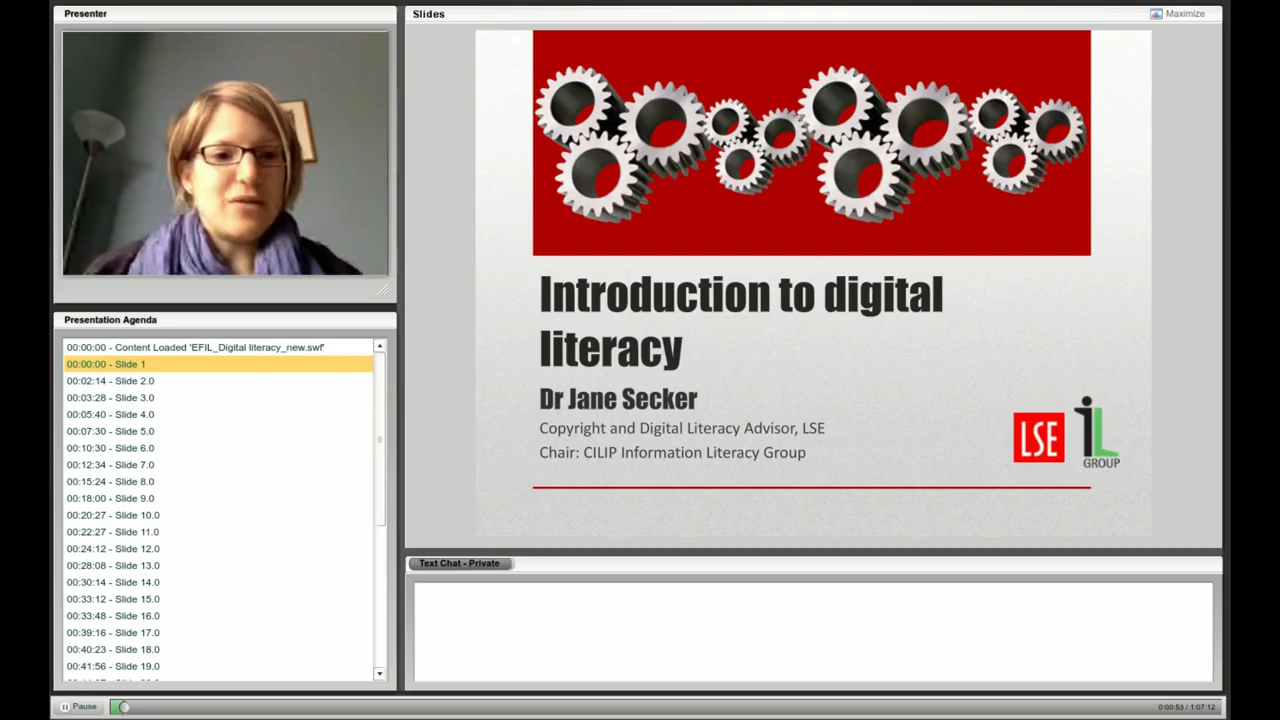 Presenter
Slides
Maximize
Introduction to digital
literacy
Dr Jane Secker
Copyright and Digital Literacy Advisor, LSE
Chair: CILIP Information Literacy Group
LSE
iL
GROUP
Presentation Agenda
00:00:00 - Content Loaded 'EFIL_Digital literacy_new.swf'
00:00:00 - Slide 1
00:02:14 - Slide 2.0
00:03:28 - Slide 3.0
00:05:40 - Slide 4.0
00:07:30 - Slide 5.0
00:10:30 - Slide 6.0
00:12:34 - Slide 7.0
00:15:24 - Slide 8.0
00:18:00 - Slide 9.0
00:20:27 - Slide 10.0
00:22:27 - Slide 11.0
00:24:12 - Slide 12.0
00:28:08 - Slide 13.0
00:30:14 - Slide 14.0
00:33:12 - Slide 15.0
00:33:48 - Slide 16.0
00:39:16 - Slide 17.0
00:40:23 - Slide 18.0
00:41:56 - Slide 19.0
Text Chat - Private
Pause
0:00:53 / 1:07:12